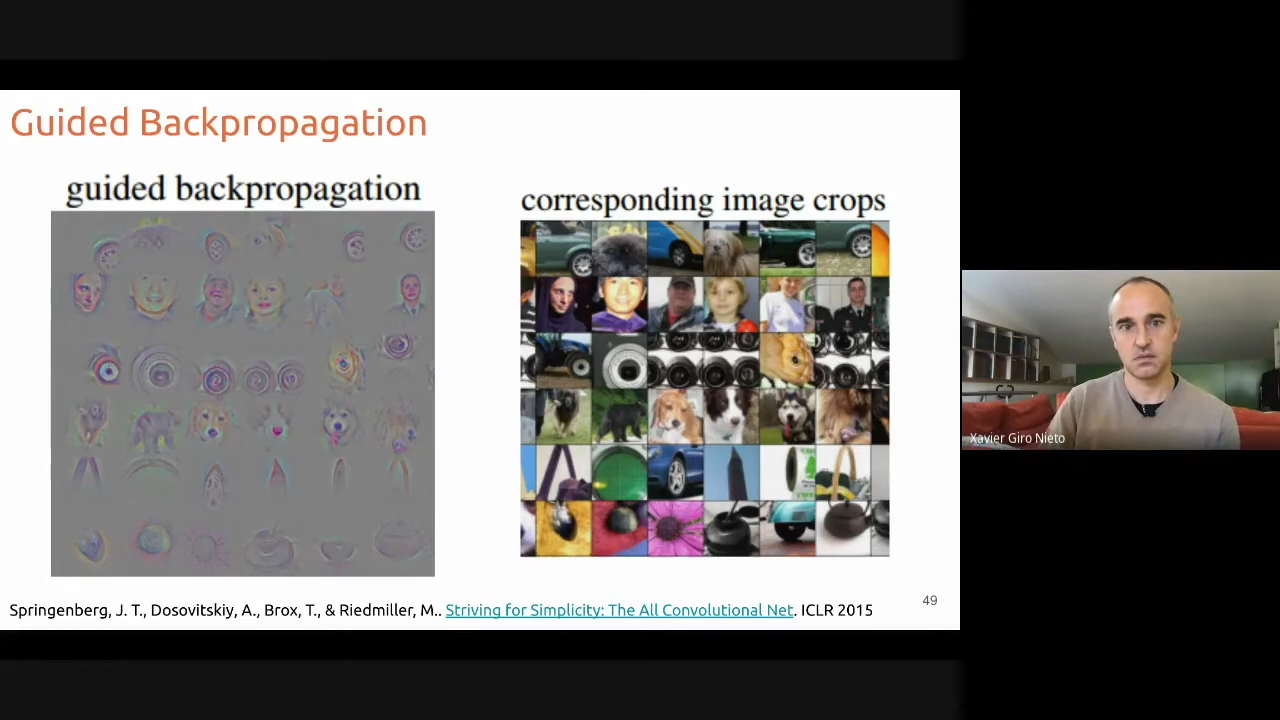 Guided Backpropagation
guided backpropagation
corresponding image crops
Xavier Giro Nieto
49
Springenberg, J. T., Dosovitskiy, A., Brox, T., & Riedmiller, M.. Striving for Simplicity: The All Convolutional Net. ICLR 2015